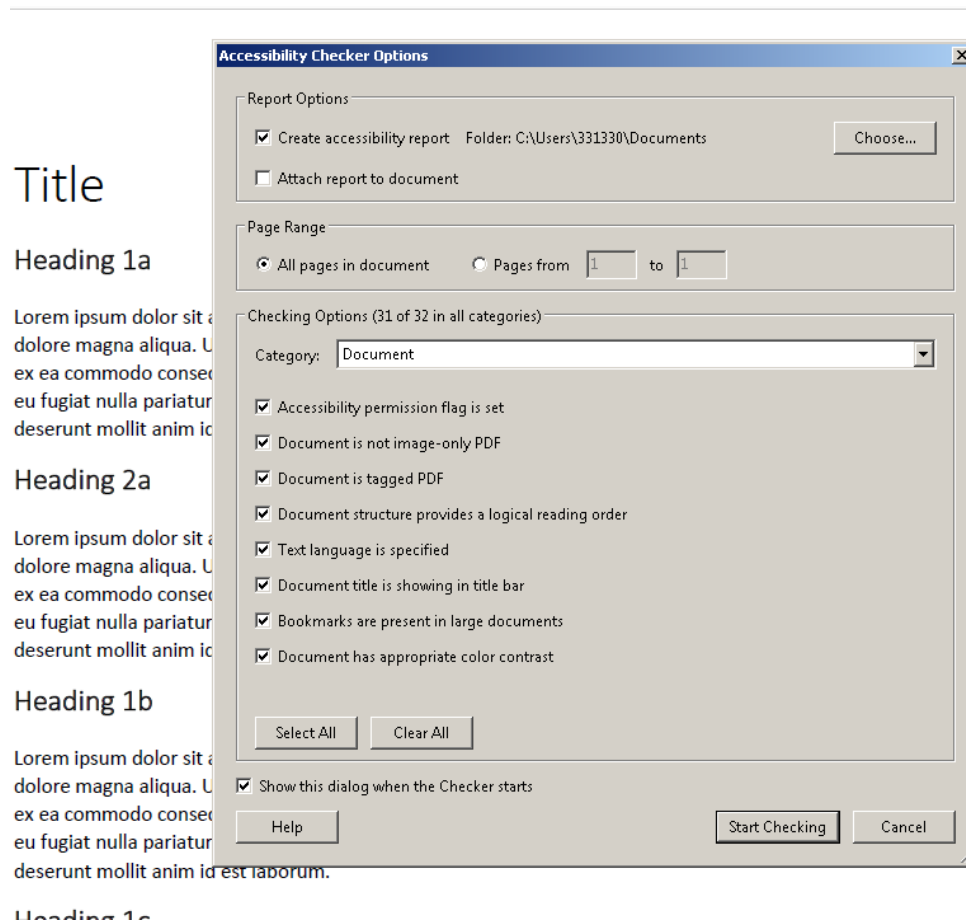 Accessibility Checker Options
Report Options
Create accessibility report Folder: C:\Users\331330\Documents
Choose...
Attach report to document
Page Range
All pages in document Pages from 1 to 1
Checking Options (31 of 32 in all categories)
Category: Document
Accessibility permission flag is set
Document is not image-only PDF
Document is tagged PDF
Document structure provides a logical reading order
Text language is specified
Document title is showing in title bar
Bookmarks are present in large documents
Document has appropriate color contrast
Select All Clear All
Show this dialog when the Checker starts
Help Start Checking Cancel
Title
Heading 1a
Lorem ipsum dolor sit
dolore magna aliqua. U
ex ea commodo conse
eu fugiat nulla pariatur
deserunt mollit anim
Heading 2a
Lorem ipsum dolor sit
dolore magna aliqua. U
ex ea commodo conse
eu fugiat nulla pariatur
deserunt mollit anim
Heading 1b
Lorem ipsum dolor sit
dolore magna aliqua. U
ex ea commodo conse
eu fugiat nulla pariatur
deserunt mollit anim id est laborum.
Heading 1c